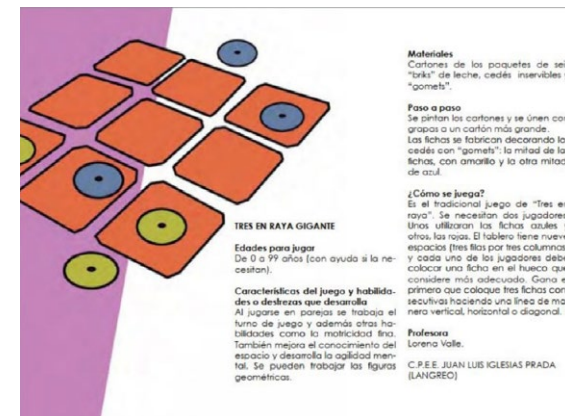 TRES EN RAYA GIGANTE
Edades para jugar
De 0 a 99 años (con ayuda si la ne-
cesitan).
Características del juego y habilida-
des o destrezas que desarrolla
Al jugarse en parejas se trabaja el
turno de juego y además otras ha-
bilidades como la motricidad fina.
También mejora el conocimiento del
espacio y desarrolla la agilidad men-
tal. Se pueden trabajar las figuras
geométricas.
Materiales
Cartones de los paquetes de sei
"briks" de leche, cedés inservibles
"gomets".
Paso a paso
Se pintan los cartones y se únen con
grapas a un cartón más grande.
Las fichas se fabrican decorando lo
cedés con "gomets": la mitad de la
fichas, con amarillo y la otra mitad
de azul.
¿Cómo se juega?
Es el tradicional juego de "Tres en
raya". Se necesitan dos jugadores
Unos utilizaran las fichas azules
otros, las rojas. El tablero tiene nueve
espacios (tres filas por tres columnas
y cada uno de los jugadores debe
colocar una ficha en el hueco que
considere más adecuado. Gana e
primero que coloque tres fichas con
secutivas haciendo una línea de ma
nera vertical, horizontal o diagonal.
Profesora
Lorena Valle.
C.P.E.E. JUAN LUIS IGLESIAS PRADA
(LANGREO)